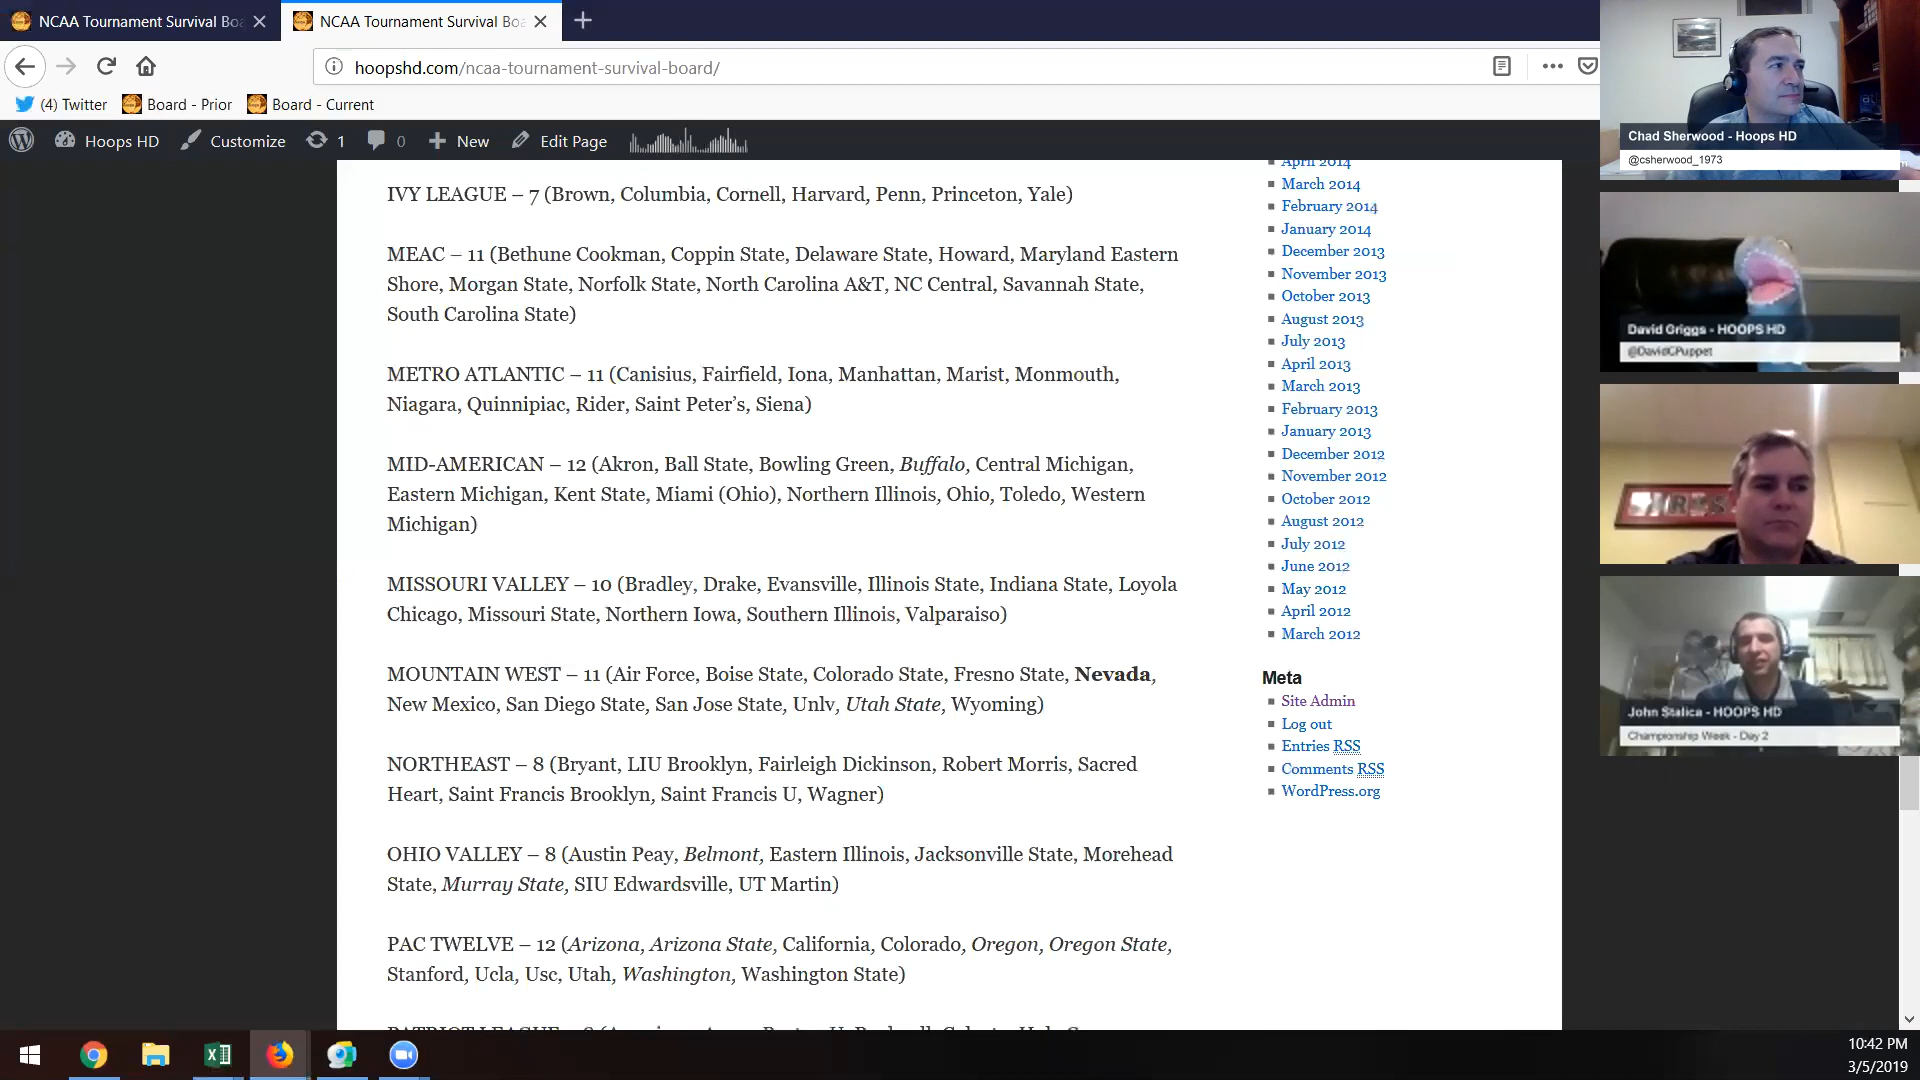 NCAA Tournament Survival Boa
NCAA Tournament Survival Boa
hoopshd.com/ncaa-tournament-survival-board/
(4) Twitter
Board - Prior
Board - Current
Hoops HD
Customize
1
0
New
Edit Page
IVY LEAGUE – 7 (Brown, Columbia, Cornell, Harvard, Penn, Princeton, Yale)
MEAC – 11 (Bethune Cookman, Coppin State, Delaware State, Howard, Maryland Eastern
Shore, Morgan State, Norfolk State, North Carolina A&T, NC Central, Savannah State,
South Carolina State)
METRO ATLANTIC – 11 (Canisius, Fairfield, Iona, Manhattan, Marist, Monmouth,
Niagara, Quinnipiac, Rider, Saint Peter’s, Siena)
MID-AMERICAN – 12 (Akron, Ball State, Bowling Green, Buffalo, Central Michigan,
Eastern Michigan, Kent State, Miami (Ohio), Northern Illinois, Ohio, Toledo, Western
Michigan)
MISSOURI VALLEY – 10 (Bradley, Drake, Evansville, Illinois State, Indiana State, Loyola
Chicago, Missouri State, Northern Iowa, Southern Illinois, Valparaiso)
MOUNTAIN WEST – 11 (Air Force, Boise State, Colorado State, Fresno State, Nevada,
New Mexico, San Diego State, San Jose State, Unlv, Utah State, Wyoming)
NORTHEAST – 8 (Bryant, LIU Brooklyn, Fairleigh Dickinson, Robert Morris, Sacred
Heart, Saint Francis Brooklyn, Saint Francis U, Wagner)
OHIO VALLEY – 8 (Austin Peay, Belmont, Eastern Illinois, Jacksonville State, Morehead
State, Murray State, SIU Edwardsville, UT Martin)
PAC TWELVE – 12 (Arizona, Arizona State, California, Colorado, Oregon, Oregon State,
Stanford, Ucla, Usc, Utah, Washington, Washington State)
April 2014
March 2014
February 2014
January 2014
December 2013
November 2013
October 2013
August 2013
July 2013
April 2013
March 2013
February 2013
January 2013
December 2012
November 2012
October 2012
August 2012
July 2012
June 2012
May 2012
April 2012
March 2012
Meta
Site Admin
Log out
Entries RSS
Comments RSS
WordPress.org
Chad Sherwood - Hoops HD
@csherwood_1973
David Griggs - HOOPS HD
@DavidCPuppet
John Stalica - HOOPS HD
Championship Week - Day 2
10:42 PM
3/5/2019